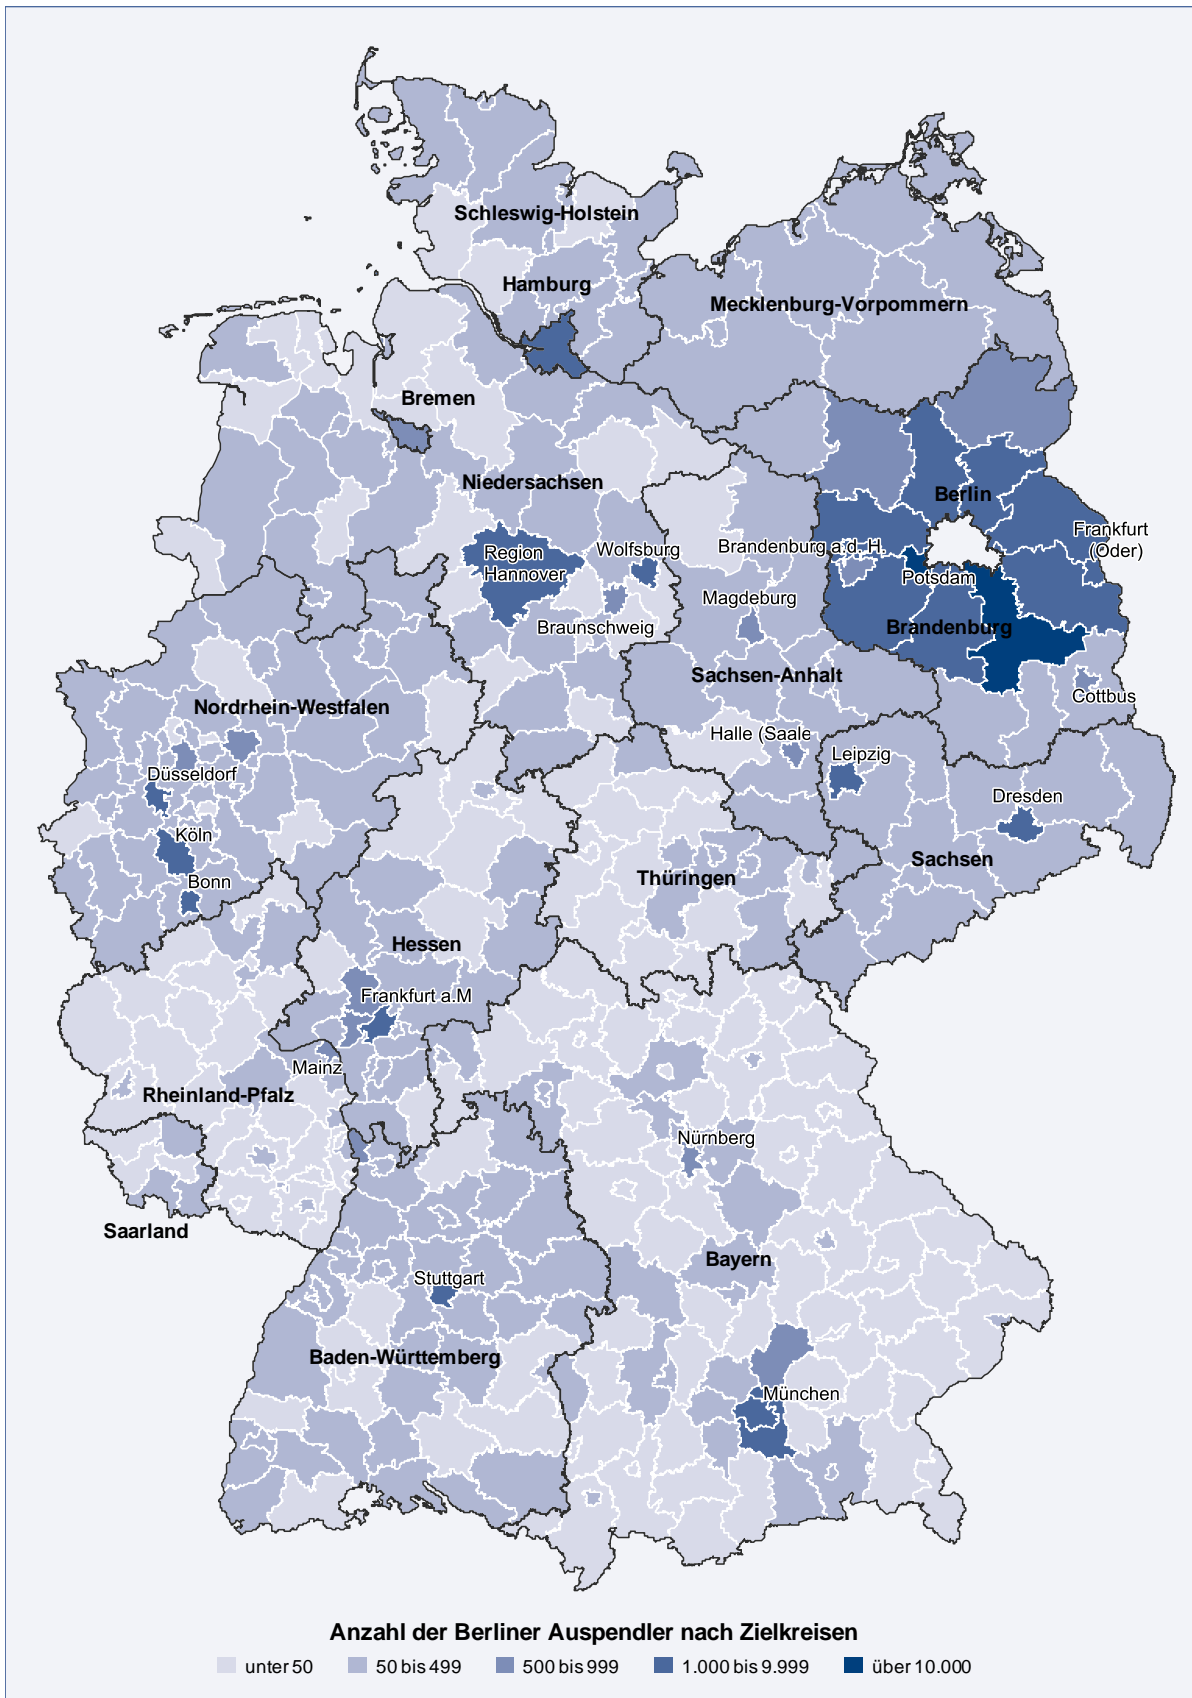 Schleswig-Holstein
Hamburg
Mecklenburg-Vorpommern
Bremen
Niedersachsen
Berlin
Region
Hannover
Wolfsburg
Brandenburg a.d. H.
Frankfurt
(Oder)
Potsdam
Magdeburg
Braunschweig
Brandenburg
Sachsen-Anhalt
Cottbus
Nordrhein-Westfalen
Halle (Saale
Leipzig
Düsseldorf
Dresden
Köln
Sachsen
Bonn
Thüringen
Hessen
Frankfurt a.M
Mainz
Rheinland-Pfalz
Nürnberg
Saarland
Bayern
Stuttgart
Baden-Württemberg
München
Anzahl der Berliner Auspendler nach Zielkreisen
unter 50
50 bis 499
500 bis 999
1.000 bis 9.999
über 10.000